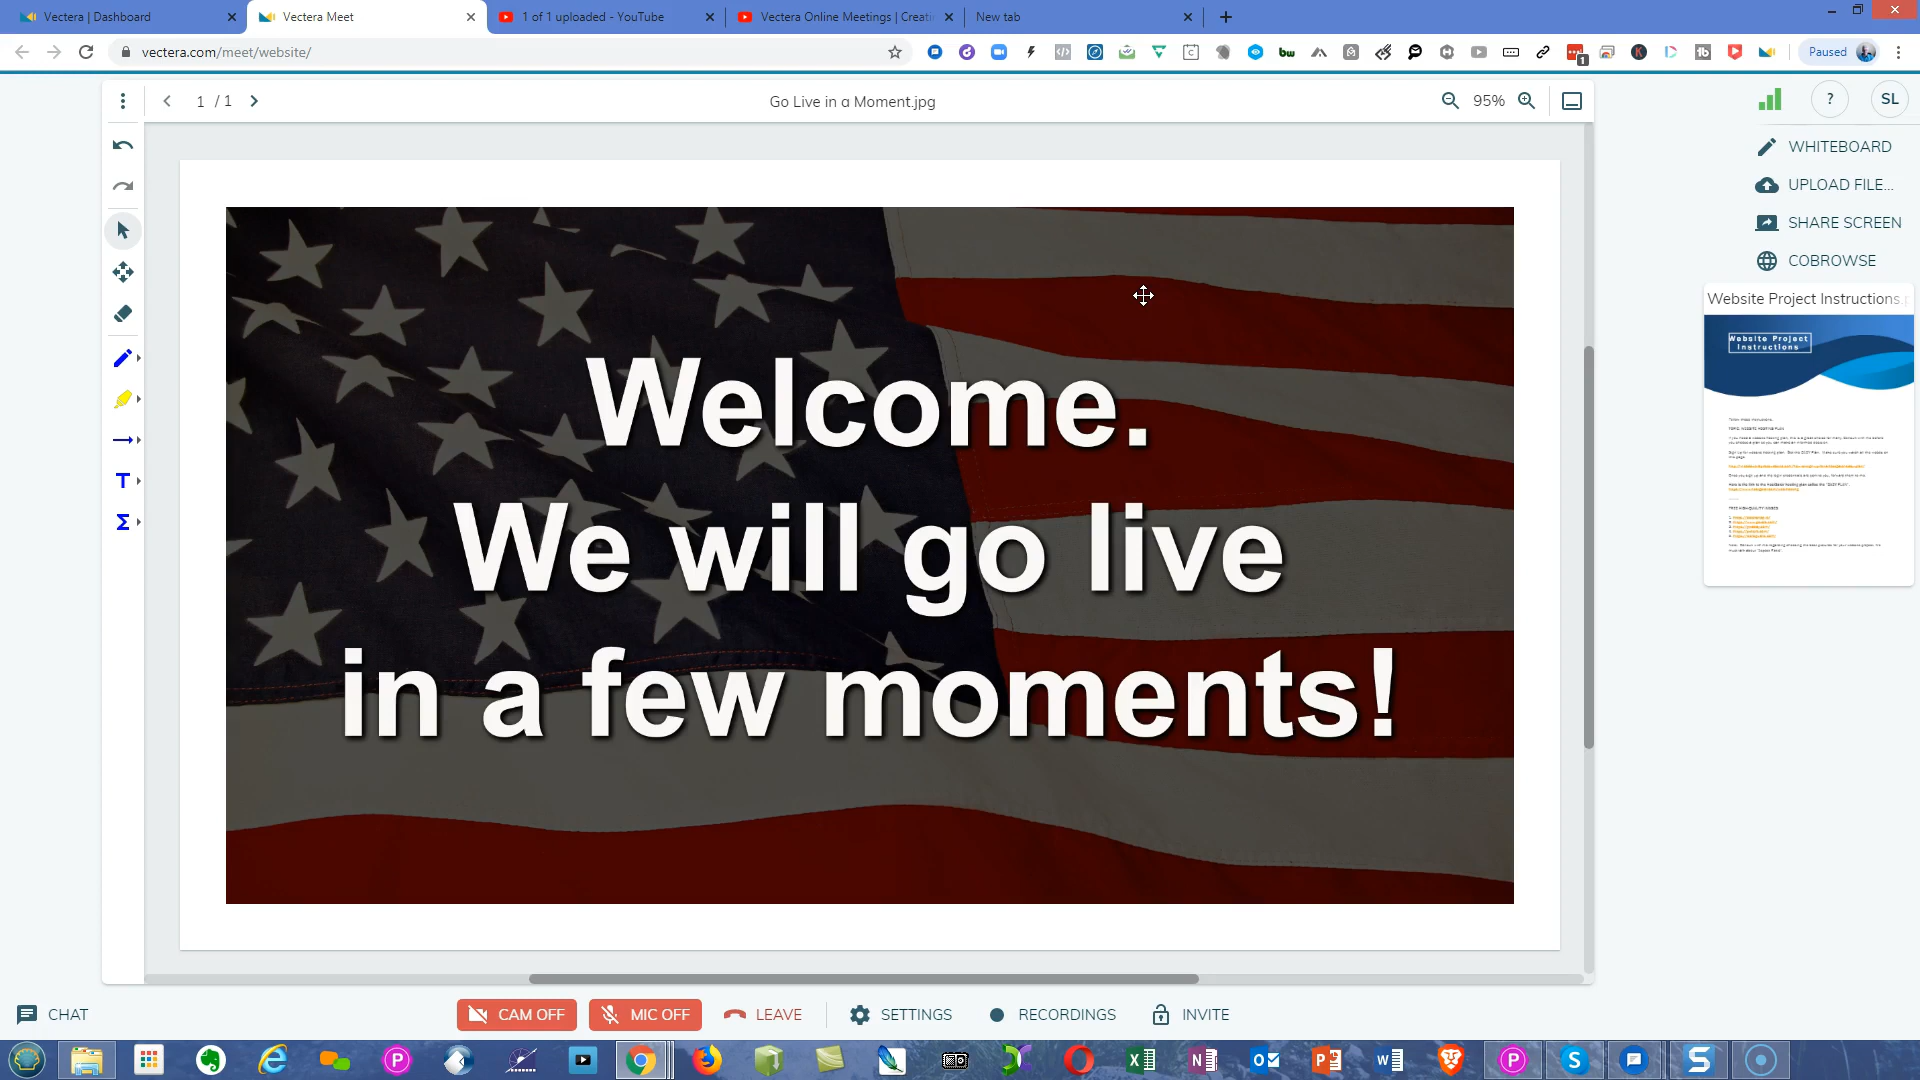 Vectera | Dashboard
Vectera Meet
1 of 1 uploaded - YouTube
Vectera Online Meetings | Creati
New tab
vectera.com/meet/website/
Paused
1 / 1
Go Live in a Moment.jpg
95%
?
SL
WHITEBOARD
UPLOAD FILE...
SHARE SCREEN
COBROWSE
Website Project Instructions.
Website Project
Instructions
Welcome.
We will go live
in a few moments!
CHAT
CAM OFF
MIC OFF
LEAVE
SETTINGS
RECORDINGS
INVITE